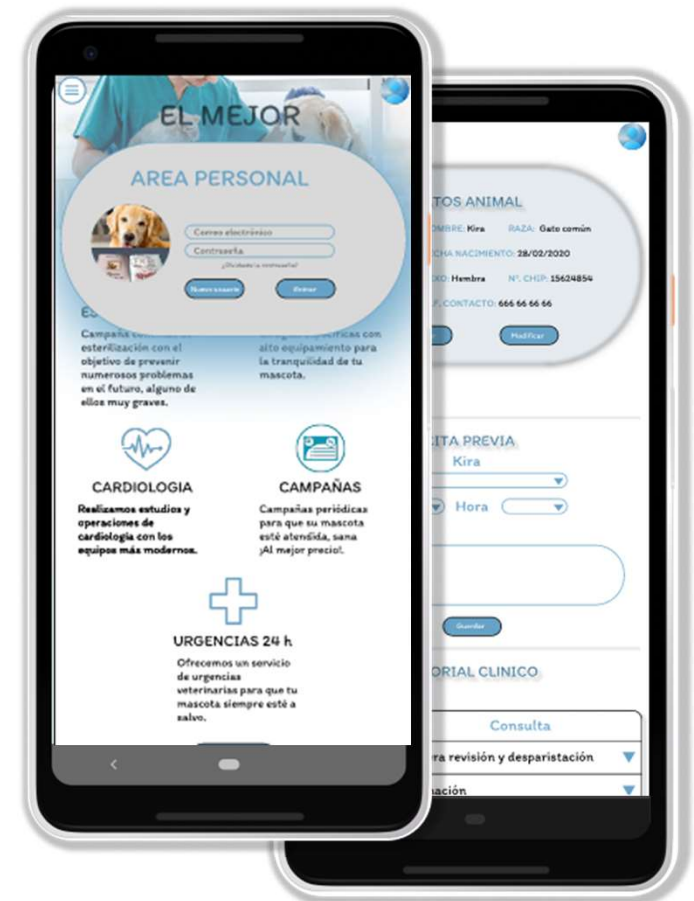 EL MEJOR
AREA PERSONAL
Correo electrónico
Contraseña
¿Olvidaste la contraseña?
Nuevo usuario
Entrar
Campaña
esterilización con el
objetivo de prevenir
numerosos problemas
en el futuro, alguno de
ellos muy graves.
con
alto equipamiento para
la tranquilidad de tu
mascota.
CARDIOLOGIA
Realizamos estudios y
operaciones de
cardiología con los
equipos más modernos.
CAMPAÑAS
Campañas periódicas
para que su mascota
esté atendida, sana
¡Al mejor precio!.
URGENCIAS 24 h
Ofrecemos un servicio
de urgencias
veterinarias para que tu
mascota siempre esté a
salvo.
TOS ANIMAL
OMBRE: Kira RAZA: Gato común
CHA NACIMIENTO: 28/02/2020
EXO: Hembra Nº. CHIP: 15624854
F. CONTACTO: 666 66 66 66
Modificar
ITA PREVIA
Kira
Hora
Guardar
ORIAL CLINICO
Consulta
ra revisión y desparistación
nación